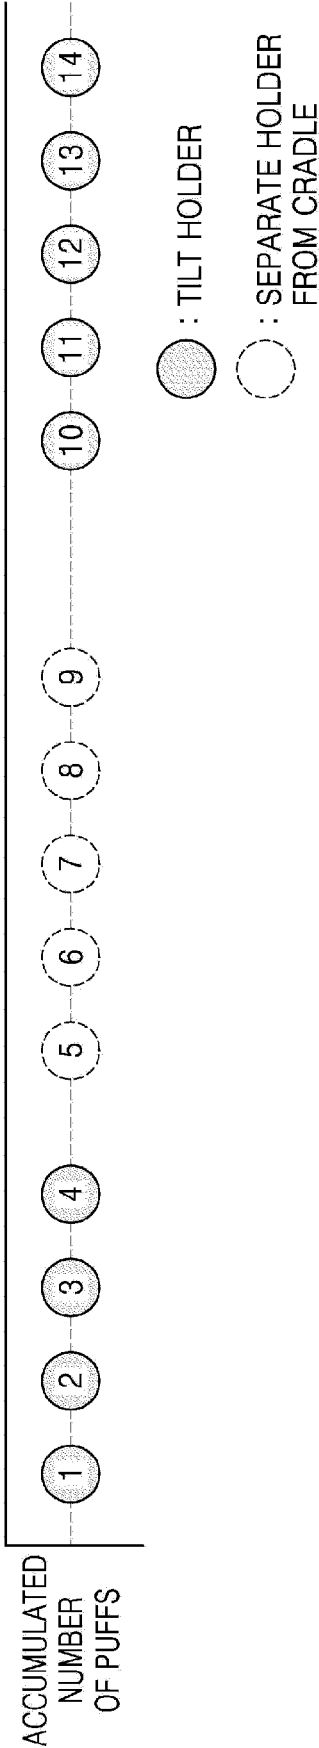 ACCUMULATED
NUMBER
OF PUFFS
1 2 3 4 5 6 7 8 9 10 11 12 13 14
: TILT HOLDER
: SEPARATE HOLDER
FROM CRADLE